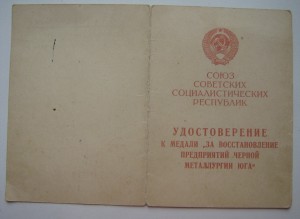 СОЮЗ
СОВЕТСКИХ
СОЦИАЛИСТИЧЕСКИХ
РЕСПУБЛИК
УДОСТОВЕРЕНИЕ
К МЕДАЛИ „ЗА ВОССТАНОВЛЕНИЕ
ПРЕДПРИЯТИЙ ЧЕРНОЙ
МЕТАЛЛУРГИИ ЮГА“